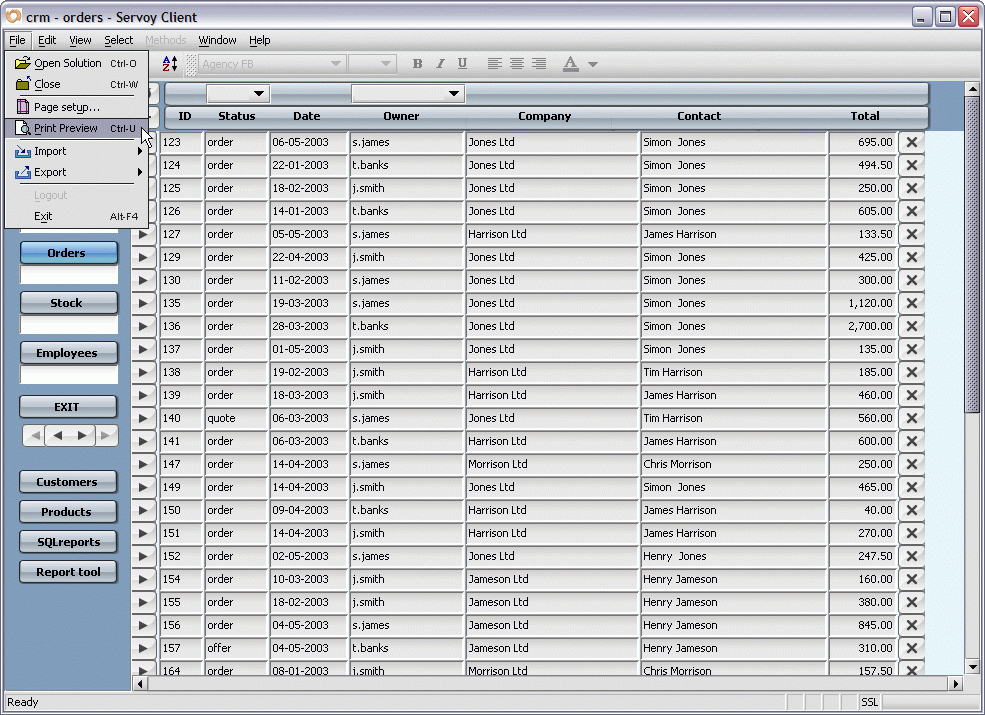 crm - orders - Servoy Client
File Edit View Select Methods Window Help
Open Solution Ctrl-O
Close Ctrl-W
Page setup...
Print Preview Ctrl-U
Import
Export
Logout
Exit Alt-F4
Agency FB
B I U A
Orders
Stock
Employees
EXIT
Customers
Products
SQLreports
Report tool
ID Status Date Owner Company Contact Total
123 order 06-05-2003 s.james Jones Ltd Simon Jones 695.00
124 order 22-01-2003 t.banks Jones Ltd Simon Jones 494.50
125 order 18-02-2003 j.smith Jones Ltd Simon Jones 250.00
126 order 14-01-2003 t.banks Jones Ltd Simon Jones 605.00
127 order 05-05-2003 s.james Harrison Ltd James Harrison 133.50
129 order 22-04-2003 j.smith Jones Ltd Simon Jones 425.00
130 order 11-02-2003 s.james Jones Ltd Simon Jones 300.00
135 order 19-03-2003 s.james Jones Ltd Simon Jones 1,120.00
136 order 28-03-2003 t.banks Jones Ltd Simon Jones 2,700.00
137 order 01-05-2003 j.smith Jones Ltd Simon Jones 135.00
138 order 19-02-2003 j.smith Harrison Ltd Tim Harrison 185.00
139 order 18-03-2003 j.smith Harrison Ltd James Harrison 460.00
140 quote 06-03-2003 s.james Jones Ltd Tim Harrison 560.00
141 order 06-03-2003 t.banks Harrison Ltd James Harrison 600.00
147 order 14-04-2003 s.james Morrison Ltd Chris Morrison 250.00
149 order 14-04-2003 j.smith Jones Ltd Simon Jones 465.00
150 order 09-04-2003 t.banks Harrison Ltd James Harrison 40.00
151 order 14-04-2003 j.smith Harrison Ltd James Harrison 270.00
152 order 02-05-2003 s.james Jones Ltd Henry Jones 247.50
154 order 10-03-2003 j.smith Jameson Ltd Henry Jameson 160.00
155 order 18-02-2003 j.smith Jameson Ltd Henry Jameson 380.00
156 order 04-05-2003 s.james Jameson Ltd Henry Jameson 845.00
157 offer 04-05-2003 t.banks Jameson Ltd Henry Jameson 310.00
164 order 08-01-2003 j.smith Morrison Ltd Chris Morrison 157.50
Ready SSL